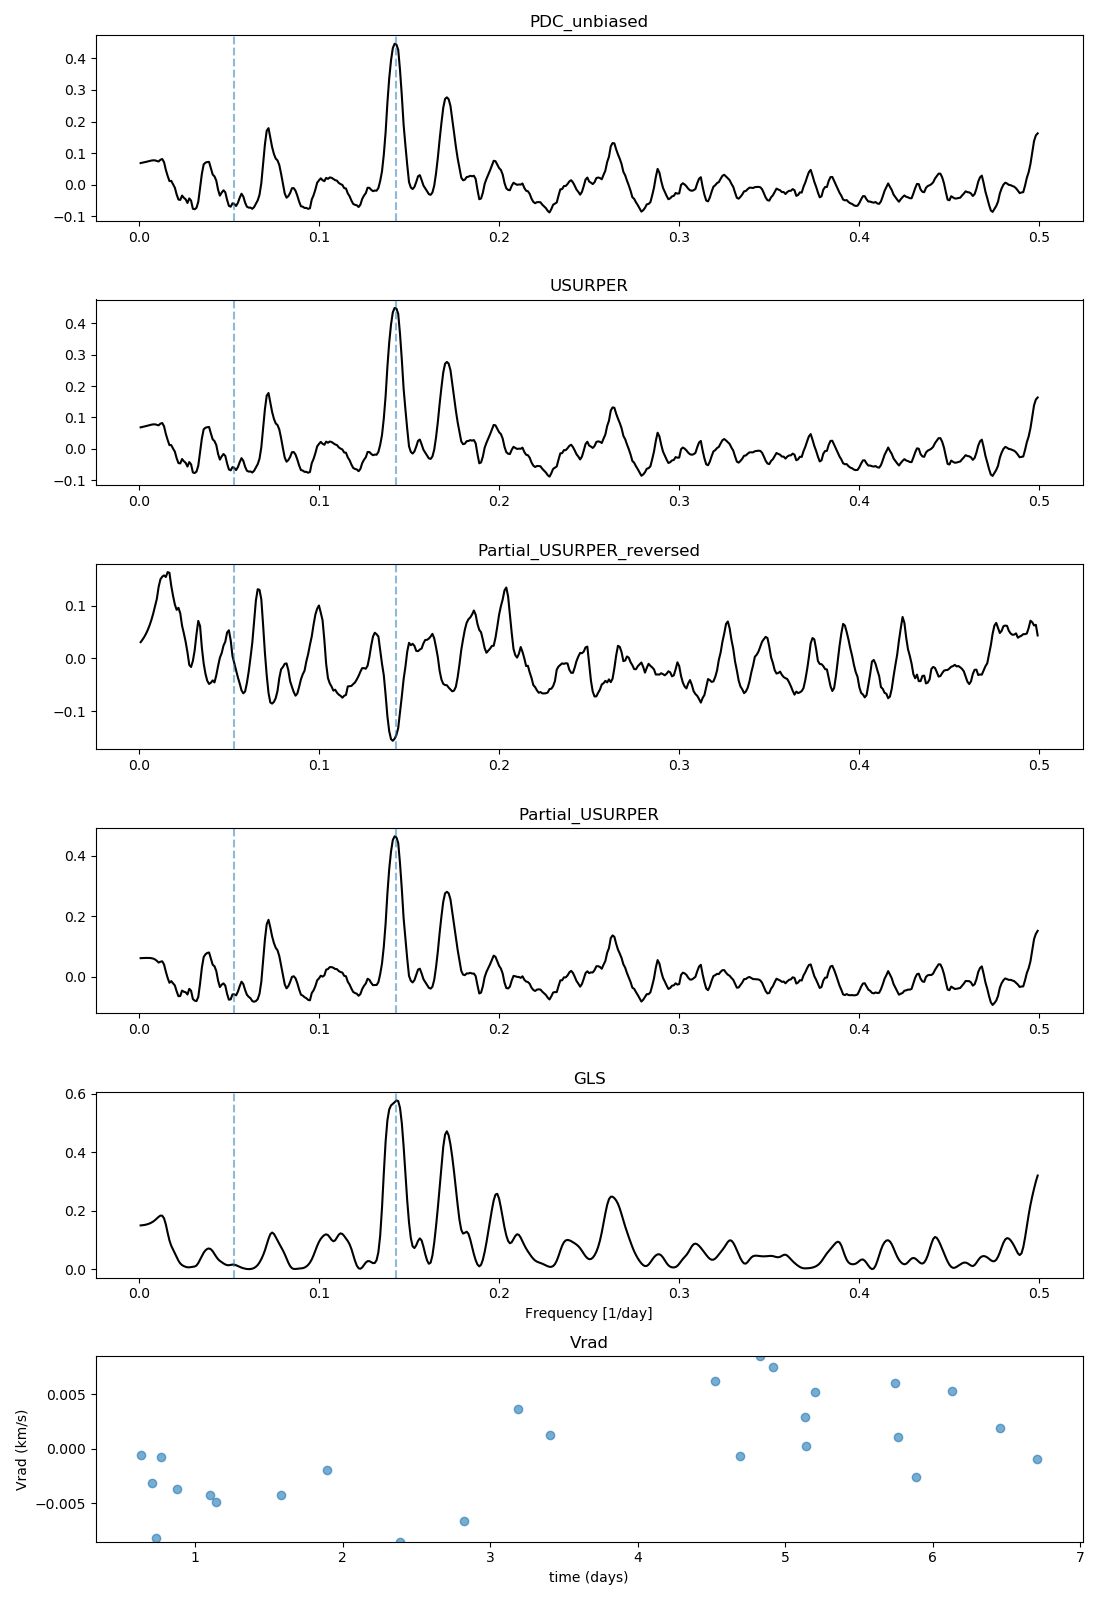 PDC_unbiased
0.4
0.3
0.2
0.1
0.0
−0.1
0.0 0.1 0.2 0.3 0.4 0.5
USURPER
0.4
0.3
0.2
0.1
0.0
−0.1
0.0 0.1 0.2 0.3 0.4 0.5
Partial_USURPER_reversed
0.1
0.0
−0.1
0.0 0.1 0.2 0.3 0.4 0.5
Partial_USURPER
0.4
0.2
0.0
0.0 0.1 0.2 0.3 0.4 0.5
GLS
0.6
0.4
0.2
0.0
0.0 0.1 0.2 0.3 0.4 0.5
Frequency [1/day]
Vrad
Vrad (km/s)
0.005
0.000
−0.005
1 2 3 4 5 6 7
time (days)